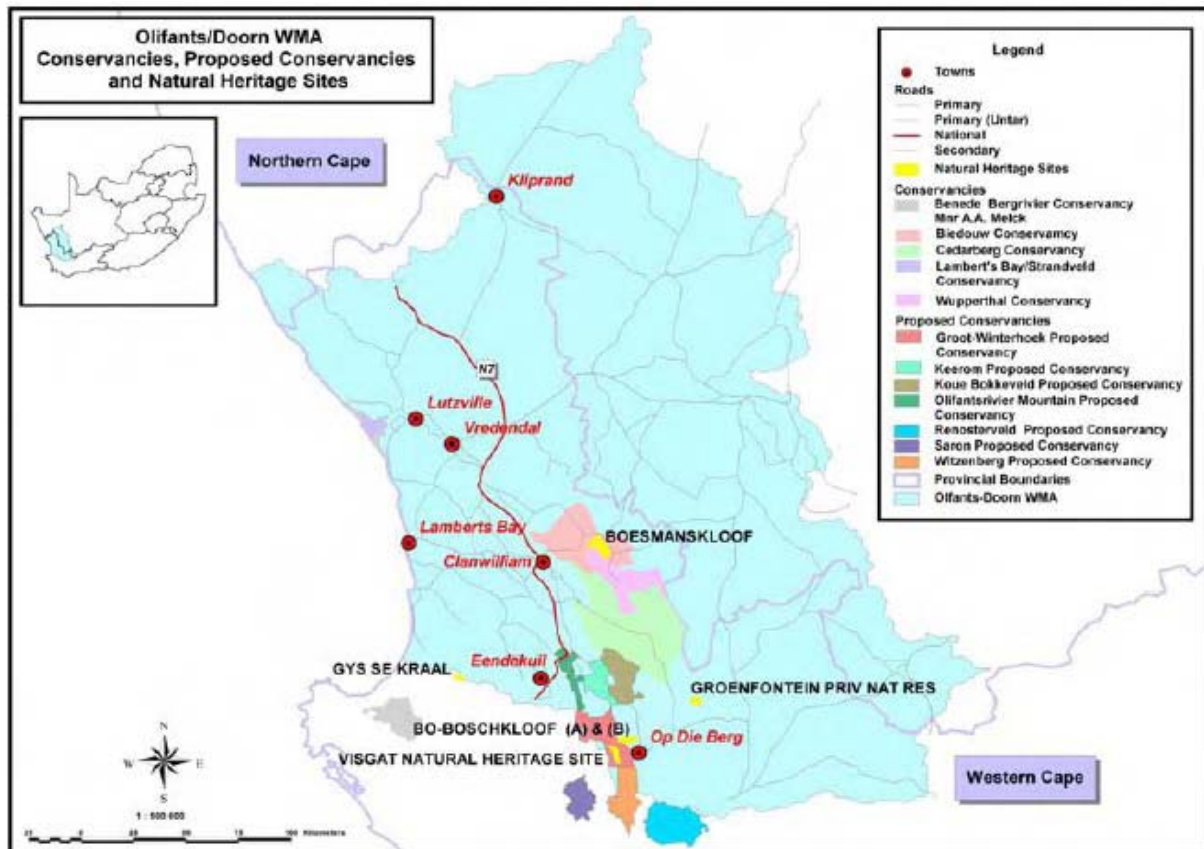 Olifants/Doorn WMA
Conservancies, Proposed Conservancies
and Natural Heritage Sites
Northern Cape
Kliprand
N7
Lutzville
Vredendal
Lamberts Bay
Clanwilliam
BOESMANSKLOOF
Eendekuil
GYS SE KRAAL
GROENFONTEIN PRIV NAT RES
BO-BOSCHKLOOF (A) & (B)
Op Die Berg
VISGAT NATURAL HERITAGE SITE
Western Cape
N
W E
S
1 : 500 000
Kilometers
Legend
Towns
Roads
Primary
Primary (Untar)
National
Secondary
Natural Heritage Sites
Conservancies
Benede Bergrivier Conservancy
Mnr A.A. Melck
Biedouw Conservamcy
Cedarberg Conservancy
Lambert's Bay/Strandveld
Conservamcy
Wupperthal Conservancy
Proposed Conservancies
Groot-Winterhoek Proposed
Conservancy
Keerom Proposed Conservancy
Koue Bokkeveld Proposed Conservancy
Olifantsrivier Mountain Proposed
Conservancy
Renosterveld Proposed Conservancy
Saron Proposed Conservancy
Witzenberg Proposed Conservancy
Provincial Boundaries
Olfants-Doorn WMA